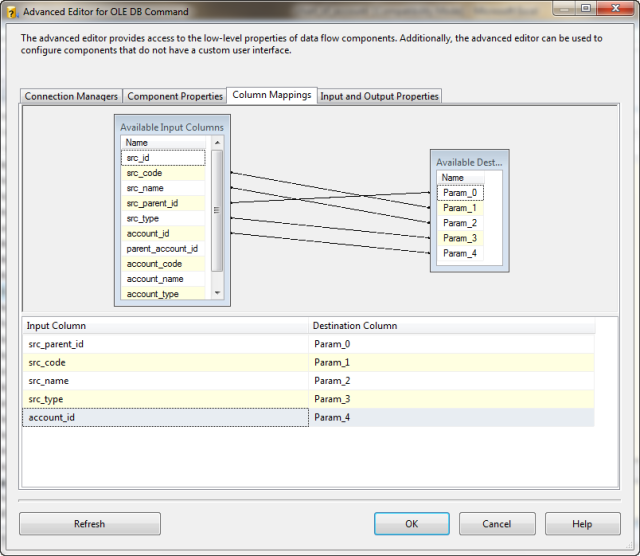 Advanced Editor for OLE DB Command
The advanced editor provides access to the low-level properties of data flow components. Additionally, the advanced editor can be used to
configure components that do not have a custom user interface.
Connection Managers Component Properties Column Mappings Input and Output Properties
Available Input Columns
Name
src_id
src_code
src_name
src_parent_id
src_type
account_id
parent_account_id
account_code
account_name
account_type
Available Dest...
Name
Param_0
Param_1
Param_2
Param_3
Param_4
Input Column Destination Column
src_parent_id Param_0
src_code Param_1
src_name Param_2
src_type Param_3
account_id Param_4
Refresh OK Cancel Help